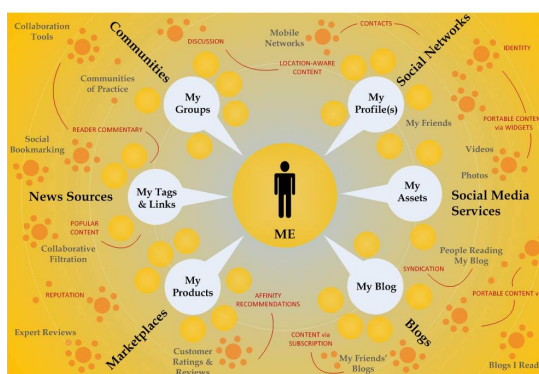 Collaboration
Tools
Communities
DISCUSSION
Mobile
Networks
CONTACTS
Social Networks
IDENTITY
LOCATION-AWARE
CONTENT
Communities
of Practice
My
Groups
My
Profile(s)
PORTABLE CONTENT
via WIDGETS
My Friends
READER COMMENTARY
Social
Bookmarking
Videos
Photos
News Sources
My Tags
& Links
My
Assets
Social Media
Services
ME
POPULAR
CONTENT
Collaborative
Filtration
People Reading
My Blog
SYNDICATION
My
Products
My Blog
REPUTATION
AFFINITY
RECOMMENDATIONS
PORTABLE CONTENT v
Expert Reviews
Marketplaces
Customer
Ratings &
Reviews
CONTENT via
SUBSCRIPTION
My Friends'
Blogs
Blogs
Blogs I Read